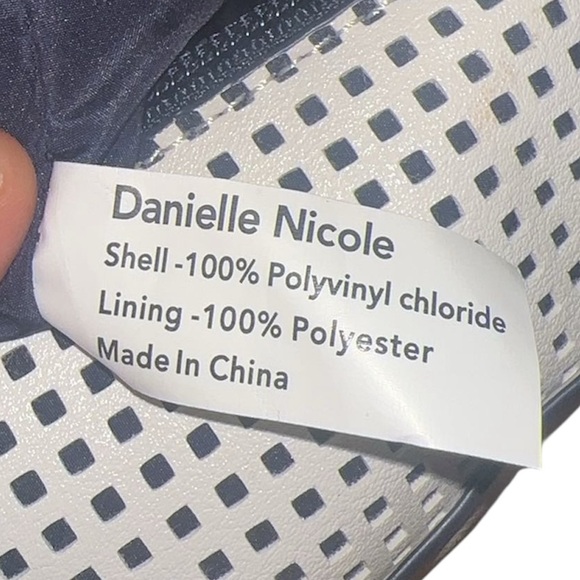 Danielle Nicole
Shell -100% Polyvinyl chloride
Lining -100% Polyester
Made In China